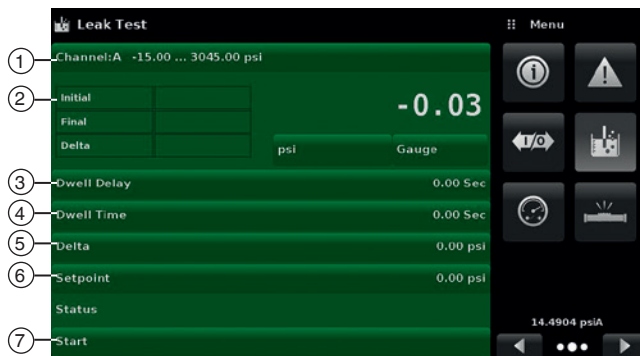 Leak Test
Menu
1
Channel:A -15.00 ... 3045.00 psi
2
Initial
Final
Delta
-0.03
psi
Gauge
I/O
3
Dwell Delay 0.00 Sec
4
Dwell Time 0.00 Sec
5
Delta 0.00 psi
6
Setpoint 0.00 psi
Status
14.4904 psiA
7
Start